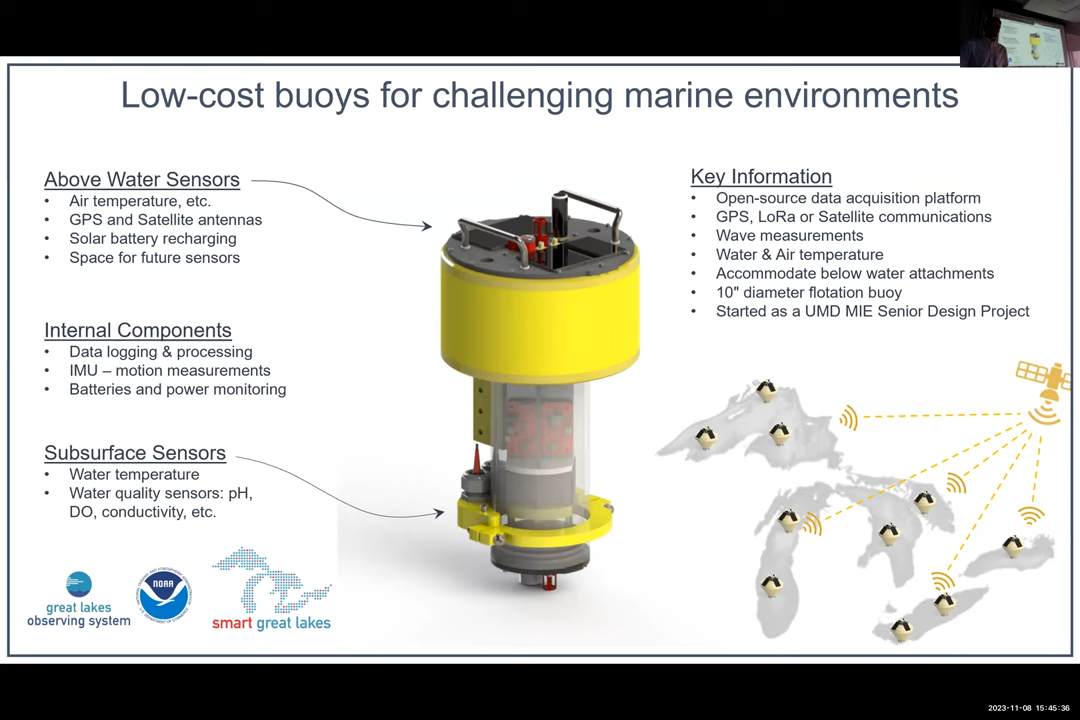 Low-cost buoys for challenging marine environments
Above Water Sensors
• Air temperature, etc.
• GPS and Satellite antennas
• Solar battery recharging
• Space for future sensors
Internal Components
• Data logging & processing
• IMU – motion measurements
• Batteries and power monitoring
Subsurface Sensors
• Water temperature
• Water quality sensors: pH,
DO, conductivity, etc.
Key Information
• Open-source data acquisition platform
• GPS, LoRa or Satellite communications
• Wave measurements
• Water & Air temperature
• Accommodate below water attachments
• 10" diameter flotation buoy
• Started as a UMD MIE Senior Design Project
great lakes
observing system
NOAA
smart great lakes
2023-11-08 15:45:36